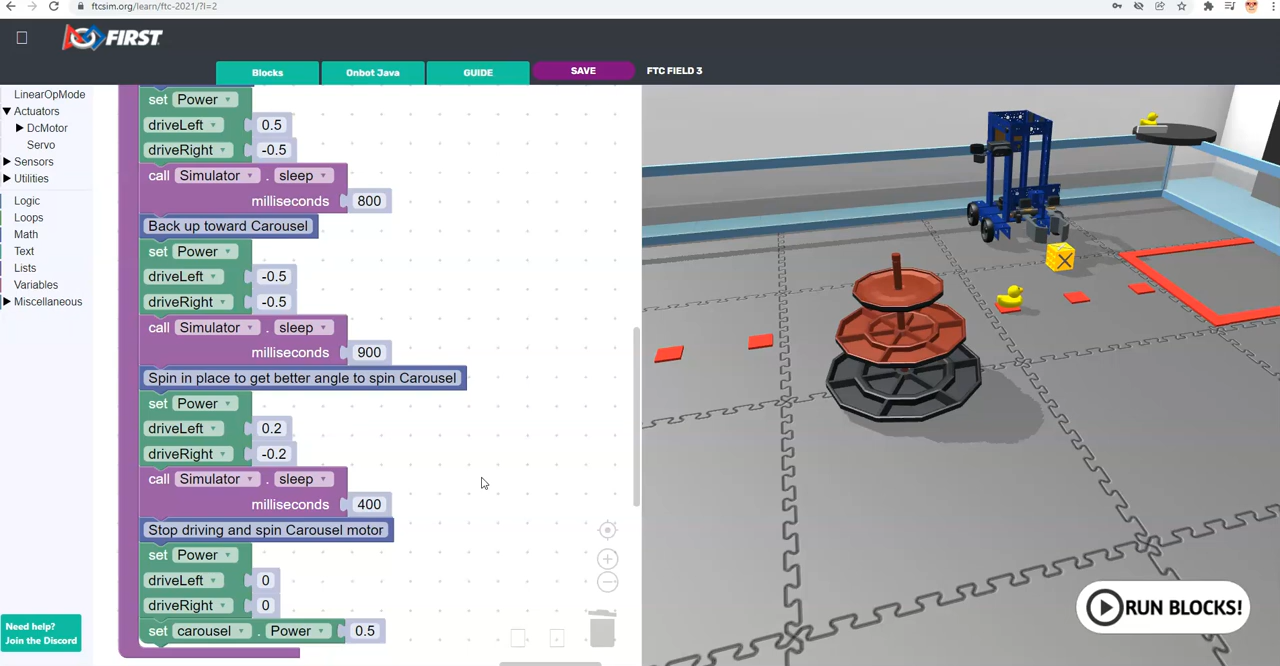 ftcsim.org/learn/ftc-2021/?l=2
FIRST
Blocks
Onbot Java
GUIDE
SAVE
FTC FIELD 3
LinearOpMode
Actuators
DcMotor
Servo
Sensors
Utilities
Logic
Loops
Math
Text
Lists
Variables
Miscellaneous
Need help?
Join the Discord
set Power
driveLeft 0.5
driveRight -0.5
call Simulator . sleep
milliseconds 800
Back up toward Carousel
set Power
driveLeft -0.5
driveRight -0.5
call Simulator . sleep
milliseconds 900
Spin in place to get better angle to spin Carousel
set Power
driveLeft 0.2
driveRight -0.2
call Simulator . sleep
milliseconds 400
Stop driving and spin Carousel motor
set Power
driveLeft 0
driveRight 0
set carousel . Power 0.5
RUN BLOCKS!